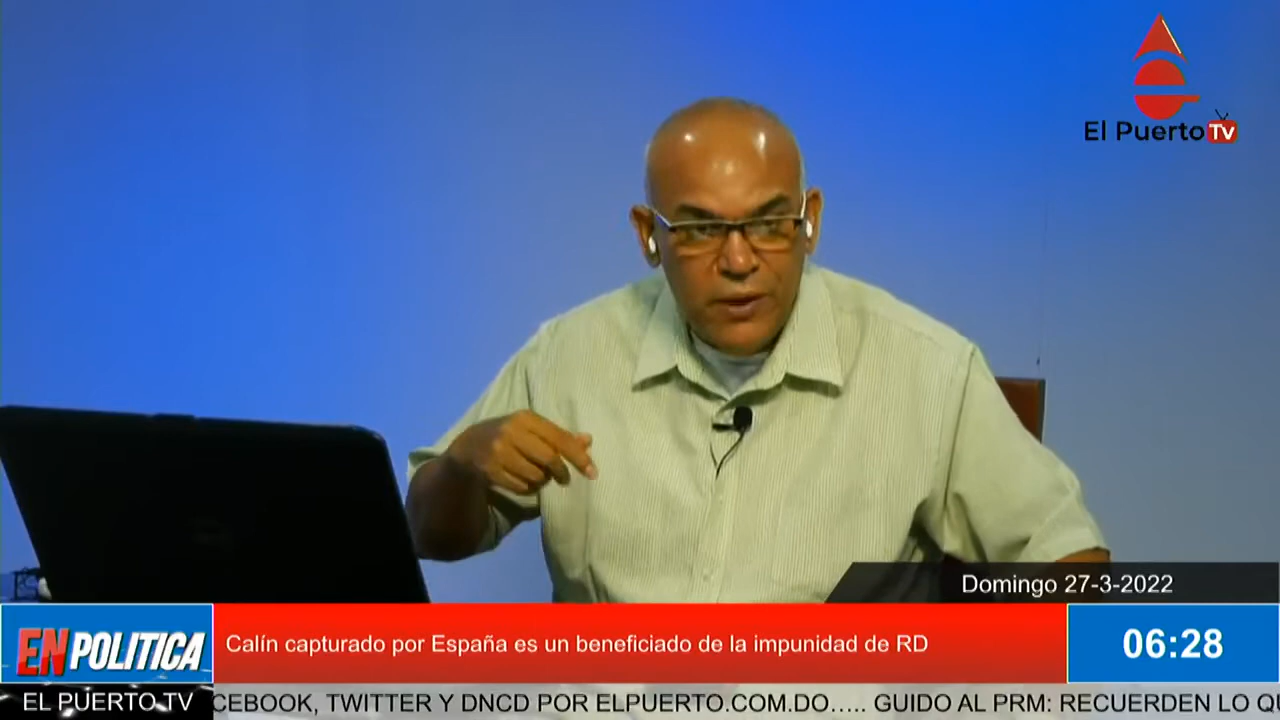 El Puerto TV
Domingo 27-3-2022
EN POLITICA
Calín capturado por España es un beneficiado de la impunidad de RD
06:28
EL PUERTO TV
CEBOOK, TWITTER Y DNCD POR ELPUERTO.COM.DO..... GUIDO AL PRM: RECUERDEN LO QU